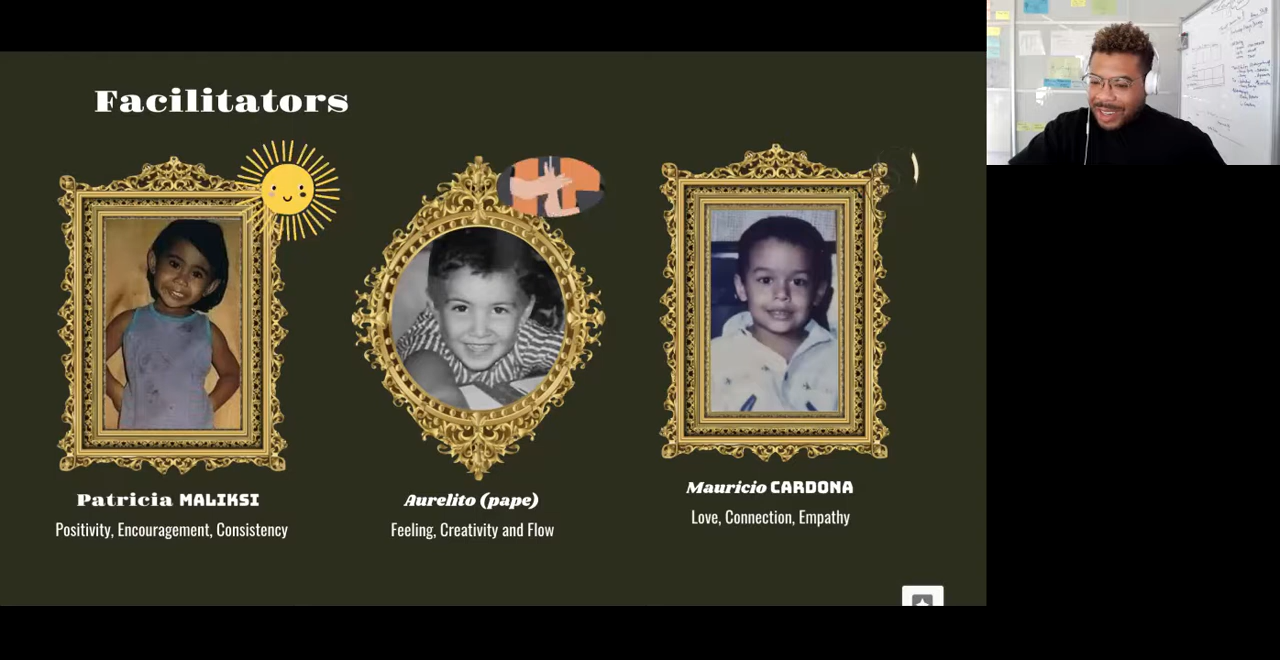 Facilitators
Patricia MALIKSI
Positivity, Encouragement, Consistency
Aurelito (pape)
Feeling, Creativity and Flow
Mauricio CARDONA
Love, Connection, Empathy